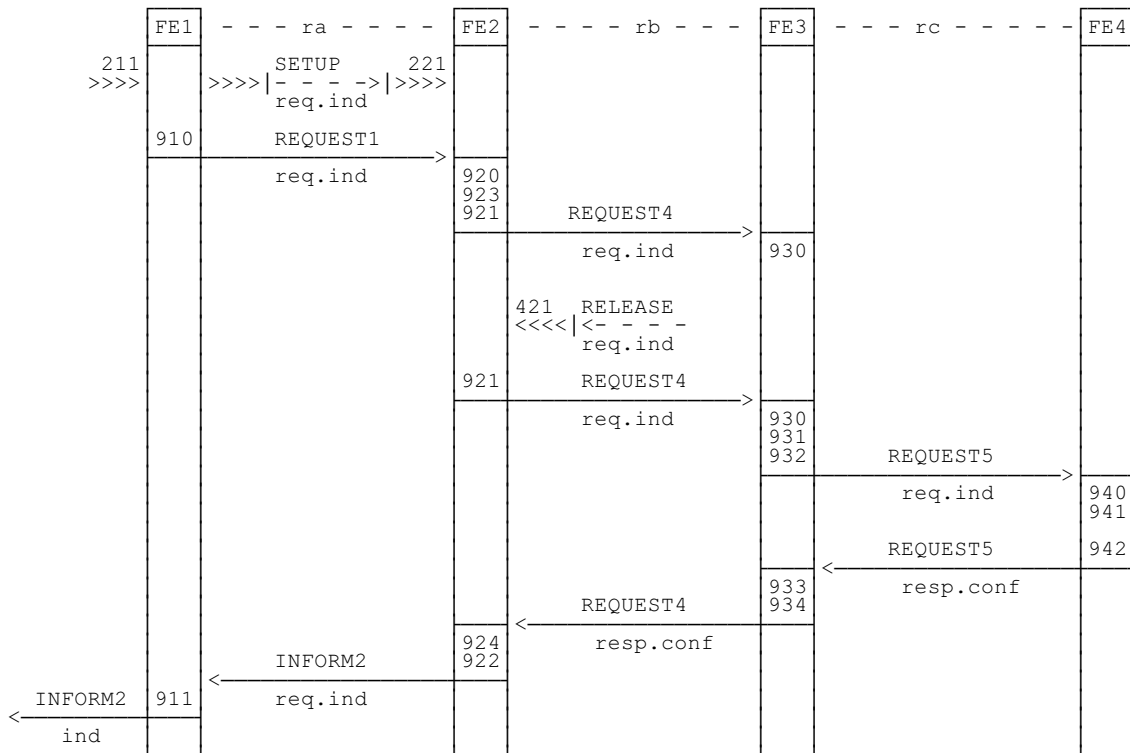 FE1 - - - - ra - - - - FE2 - - - - - rb - - - - FE3 - - - - rc - - - - - FE4
211 SETUP 221
>>>> >>>>|- - - ->|>>>>
req.ind
910 REQUEST1
req.ind
920
923
921 REQUEST4
req.ind 930
421 RELEASE
<<<<|<- - - -
req.ind
921 REQUEST4
req.ind 930
931
932 REQUEST5
req.ind 940
941
REQUEST5 942
resp.conf
933
REQUEST4 934
resp.conf
924
INFORM2 922
req.ind
INFORM2 911
ind